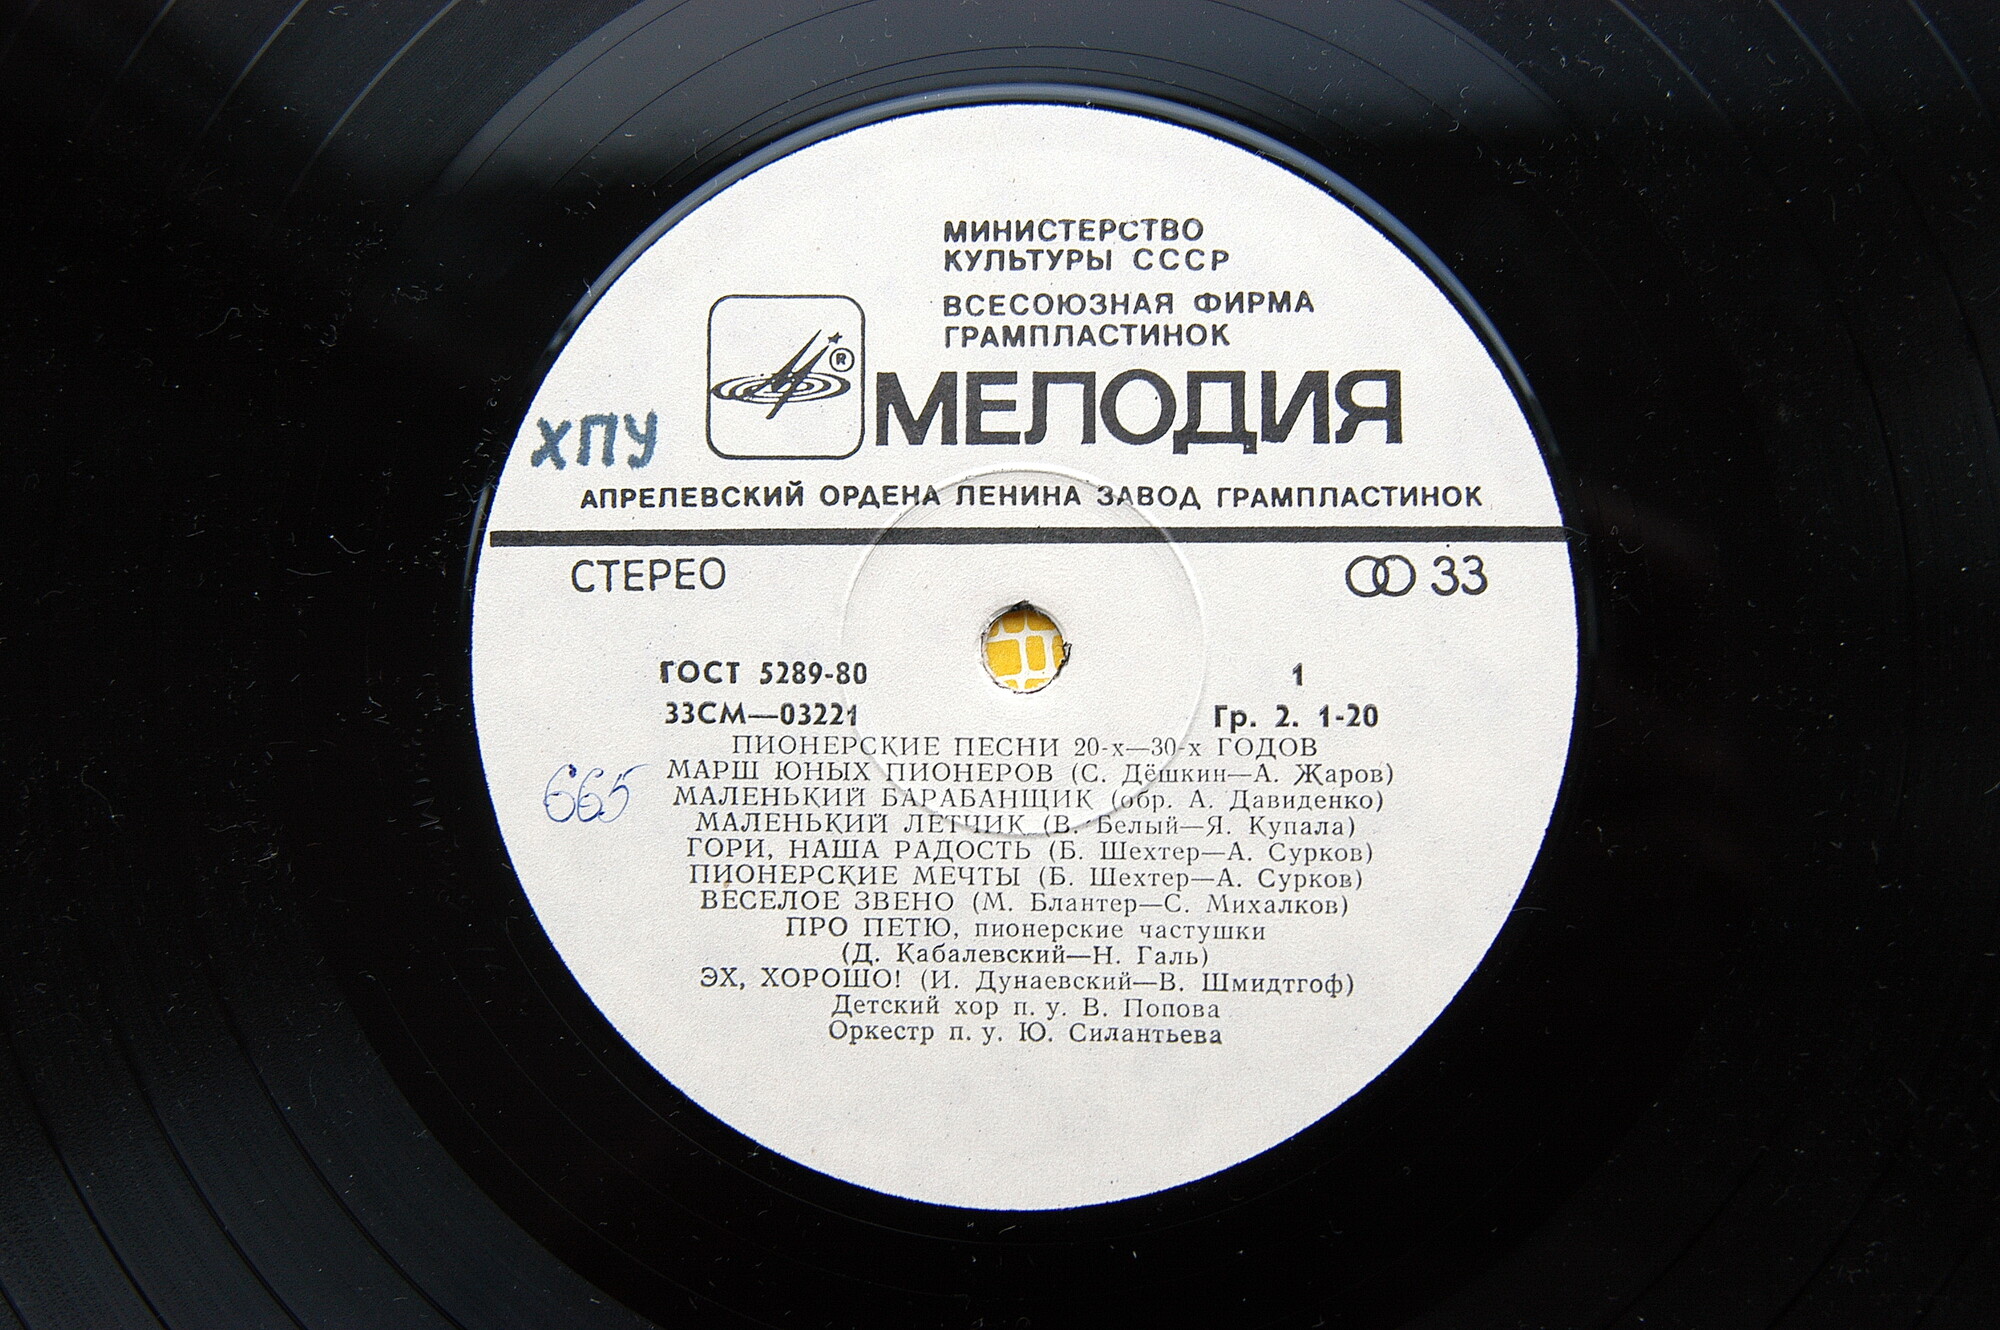 МИНИСТЕРСТВО
КУЛЬТУРЫ СССР
ВСЕСОЮЗНАЯ ФИРМА
ГРАМПЛАСТИНОК
®
МЕЛОДИЯ
ХПУ
АПРЕЛЕВСКИЙ ОРДЕНА ЛЕНИНА ЗАВОД ГРАМПЛАСТИНОК
СТЕРЕО 33
ГОСТ 5289-80 1
33СМ—03221 Гр. 2. 1-20
ПИОНЕРСКИЕ ПЕСНИ 20-х—30-х ГОДОВ
665
МАРШ ЮНЫХ ПИОНЕРОВ (С. Дёшкин—А. Жаров)
МАЛЕНЬКИЙ БАРАБАНЩИК (обр. А. Давиденко)
МАЛЕНЬКИЙ ЛЕТЧИК (В. Белый—Я. Купала)
ГОРИ, НАША РАДОСТЬ (Б. Шехтер—А. Сурков)
ПИОНЕРСКИЕ МЕЧТЫ (Б. Шехтер—А. Сурков)
ВЕСЕЛОЕ ЗВЕНО (М. Блантер—С. Михалков)
ПРО ПЕТЮ, пионерские частушки
(Д. Кабалевский—Н. Галь)
ЭХ, ХОРОШО! (И. Дунаевский—В. Шмидтгоф)
Детский хор п. у. В. Попова
Оркестр п. у. Ю. Силантьева